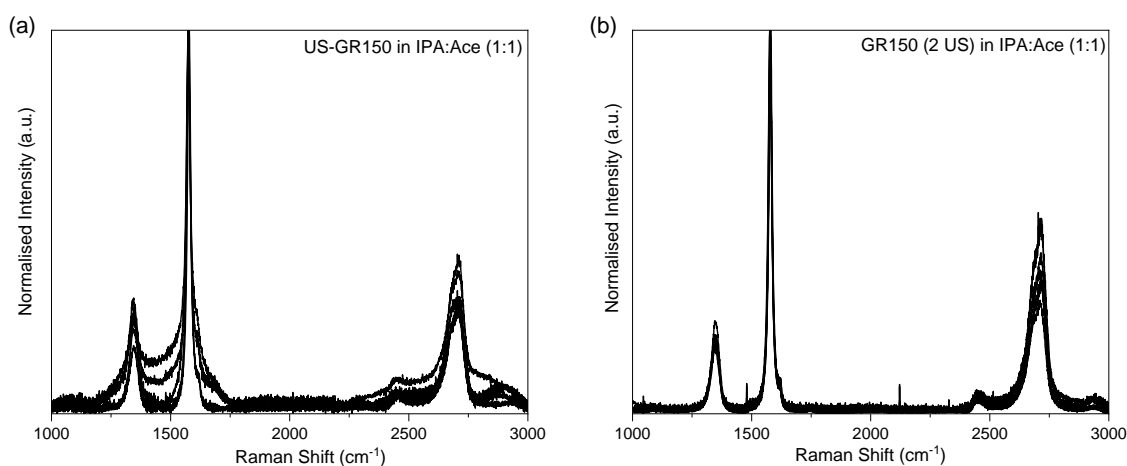 (a)
US-GR150 in IPA:Ace (1:1)
Normalised Intensity (a.u.)
1000 1500 2000 2500 3000
Raman Shift (cm⁻¹)
(b)
GR150 (2 US) in IPA:Ace (1:1)
Normalised Intensity (a.u.)
1000 1500 2000 2500 3000
Raman Shift (cm⁻¹)